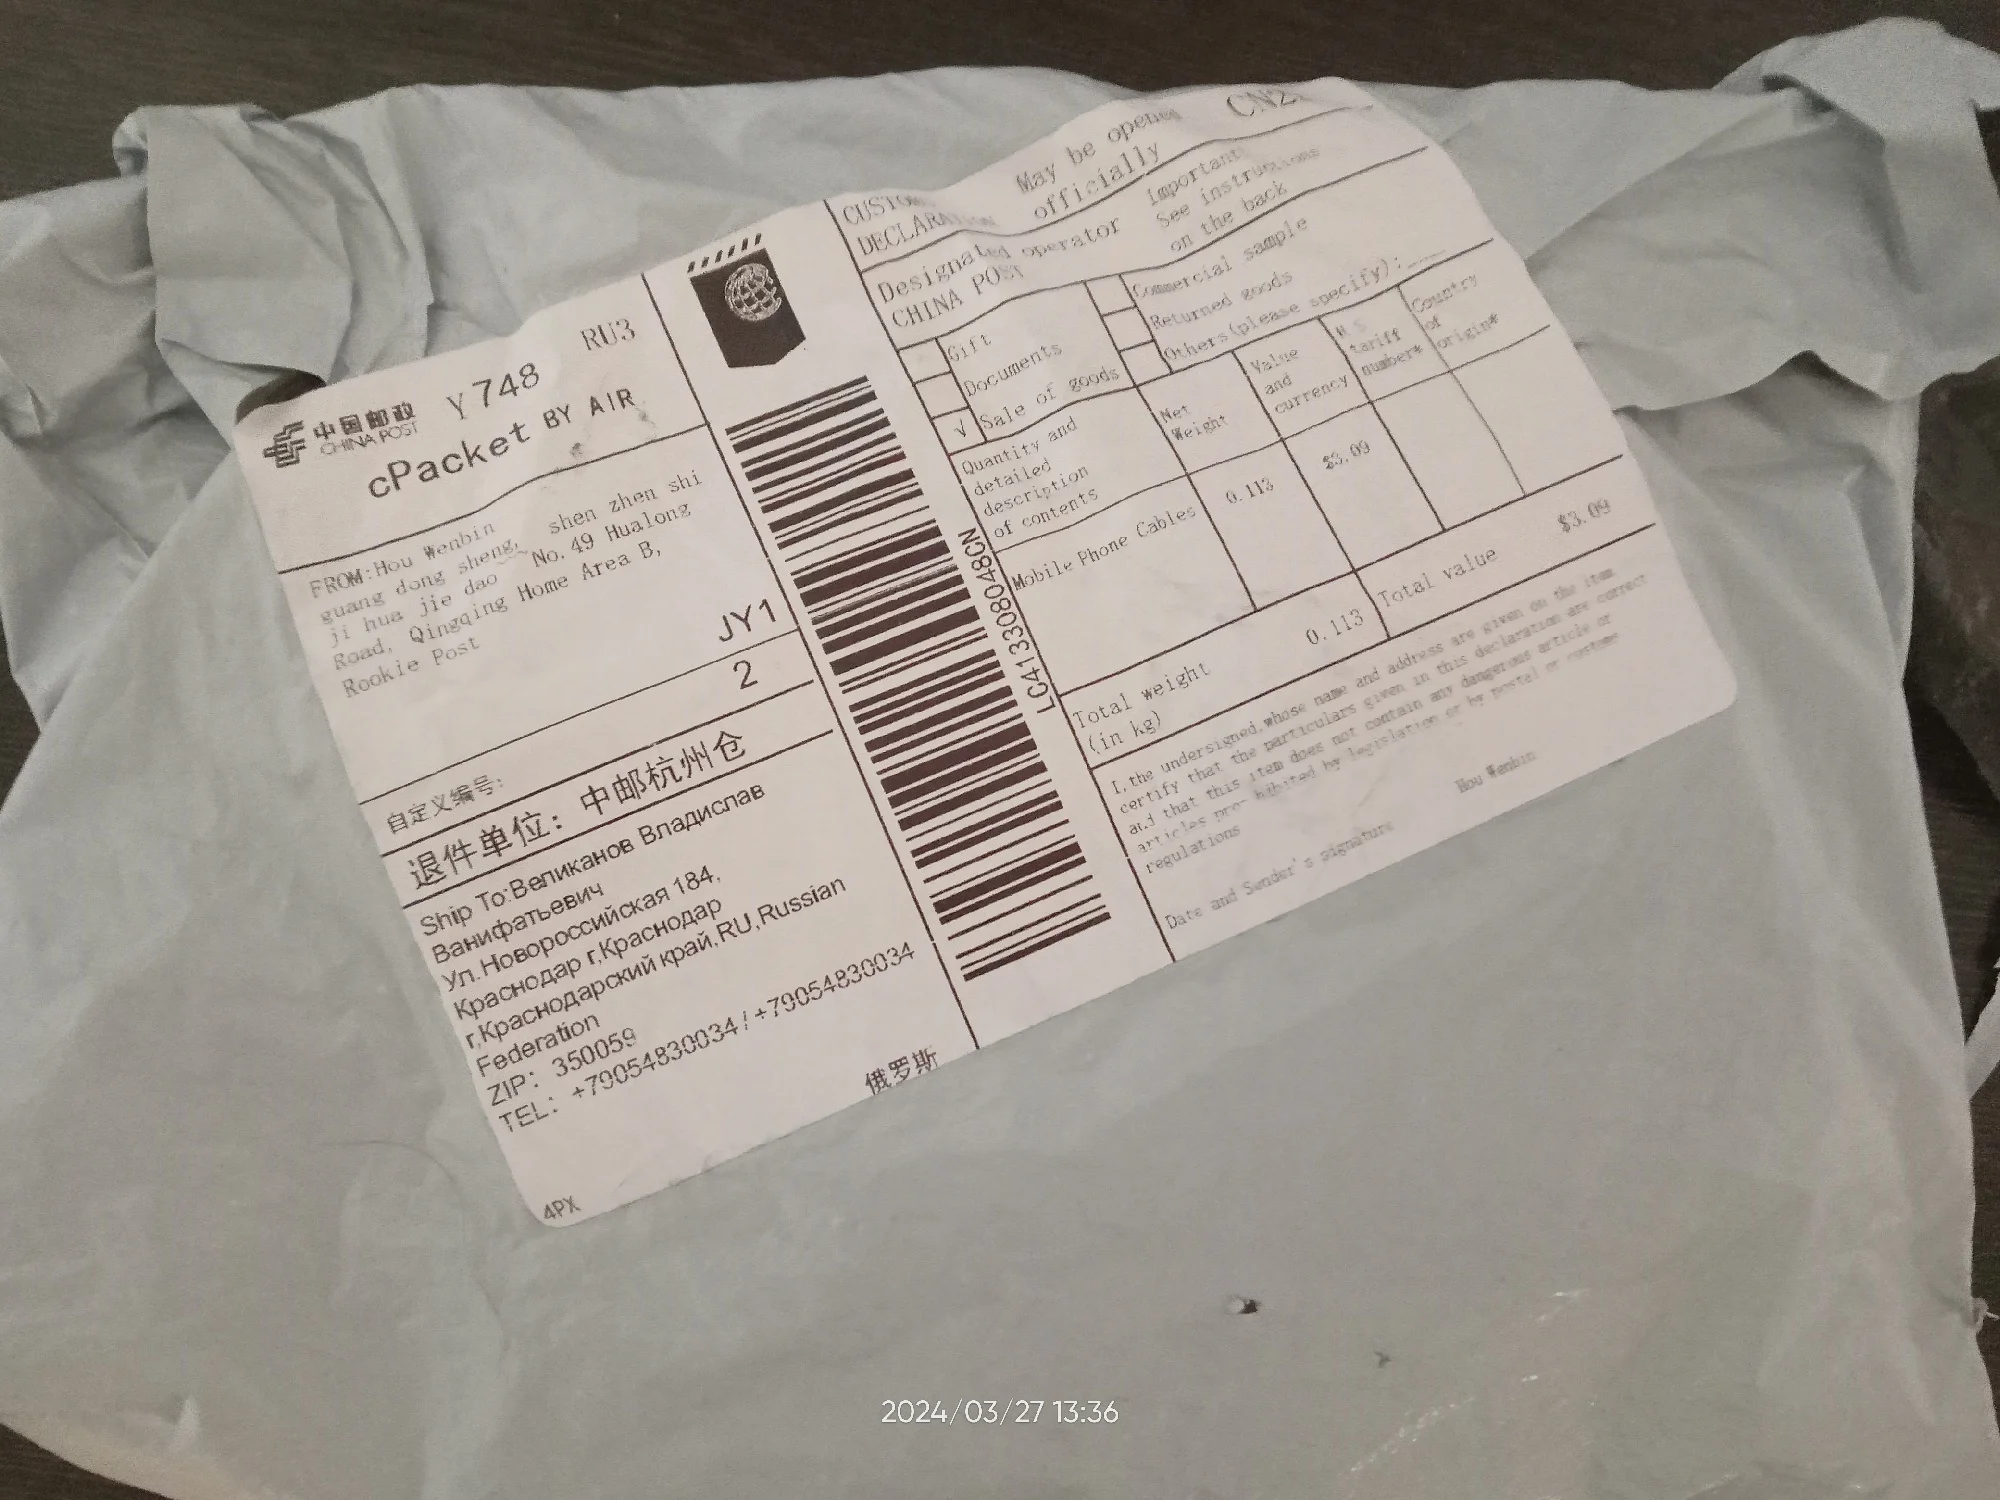 中国邮政
CHINA POST
Y748
RU3
cPacket BY AIR
FROM:Hou Wenbin
guang dong sheng, shen zhen shi
ji hua jie dao No.49 Hualong
Road, Qingqing Home Area B,
Rookie Post
JY1
2
自定义编号:
退件单位: 中邮杭州仓
Ship To:Великанов Владислав
Ванифатьевич
Ул.Новороссийская 184,
Краснодар г,Краснодар
г,Краснодарский край,RU,Russian
Federation
ZIP: 350059
TEL: +79054830034/+79054830034
俄罗斯
4PX
LC413308048CN
May be opened
officially
DECLARATION
Designated operator
CHINA POST
Important
See instructions
on the back
Gift
Documents
√ Sale of goods
Commercial sample
Returned goods
Others(please specify):____
Quantity and
detailed
description
of contents
Net
Weight
Value
and
currency
tariff
number*
Country
of
origin*
Mobile Phone Cables
0.113
$3.09
Total weight
(in kg)
0.113
Total value
$3.09
I,the undersigned,whose name and address are given on the item
certify that the particulars given in this declaration are correct
and that this item does not contain any dangerous article or
articles prohibited by legislation or by postal or customs
regulations
Hou Wenbin
Date and Sender's signature
2024/03/27 13:36